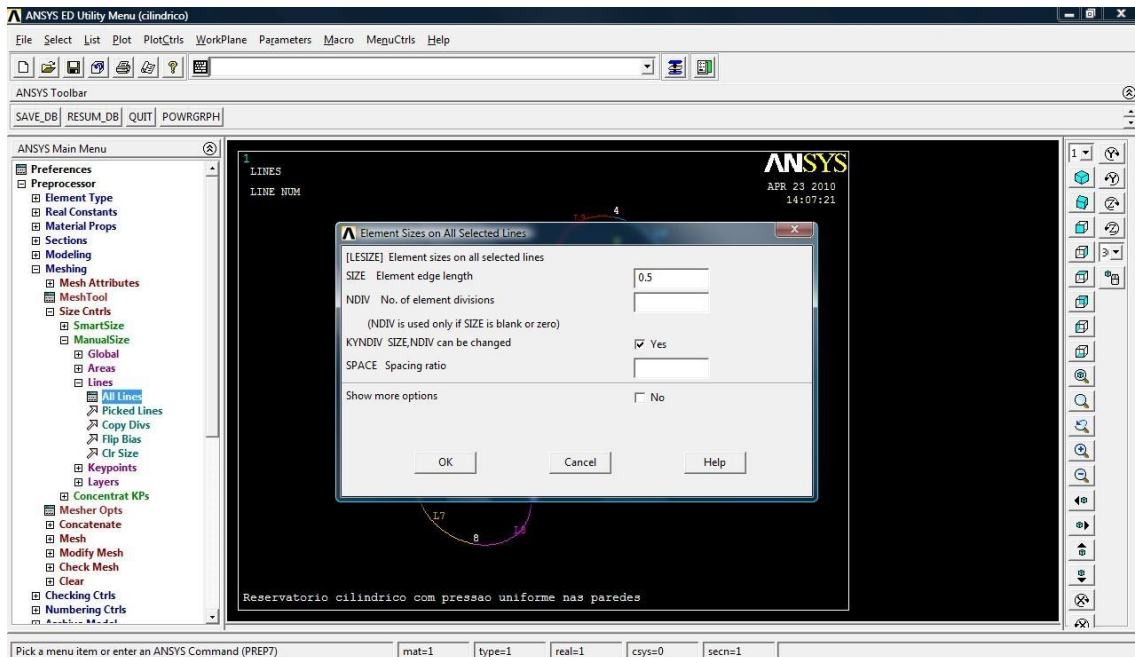 ANSYS ED Utility Menu (cilindrico)
File Select List Plot PlotCtrls WorkPlane Parameters Macro MenuCtrls Help
ANSYS Toolbar
SAVE_DB RESUM_DB QUIT POWRGRPH
ANSYS Main Menu
Preferences
Preprocessor
Element Type
Real Constants
Material Props
Sections
Modeling
Meshing
Mesh Attributes
MeshTool
Size Cntrls
SmartSize
ManualSize
Global
Areas
Lines
All Lines
Picked Lines
Copy Divs
Flip Bias
Clr Size
Keypoints
Layers
Concentrat KPs
Mesher Opts
Concatenate
Mesh
Modify Mesh
Check Mesh
Clear
Checking Ctrls
Numbering Ctrls
Archive Model
1
LINES
LINE NUM
ANSYS
APR 23 2010
14:07:21
4
Element Sizes on All Selected Lines
[LESIZE] Element sizes on all selected lines
SIZE Element edge length 0.5
NDIV No. of element divisions
(NDIV is used only if SIZE is blank or zero)
KYNDIV SIZE,NDIV can be changed Yes
SPACE Spacing ratio
Show more options No
OK Cancel Help
L7
8
Reservatorio cilindrico com pressao uniforme nas paredes
1
Pick a menu item or enter an ANSYS Command (PREP7) mat=1 type=1 real=1 csys=0 secn=1